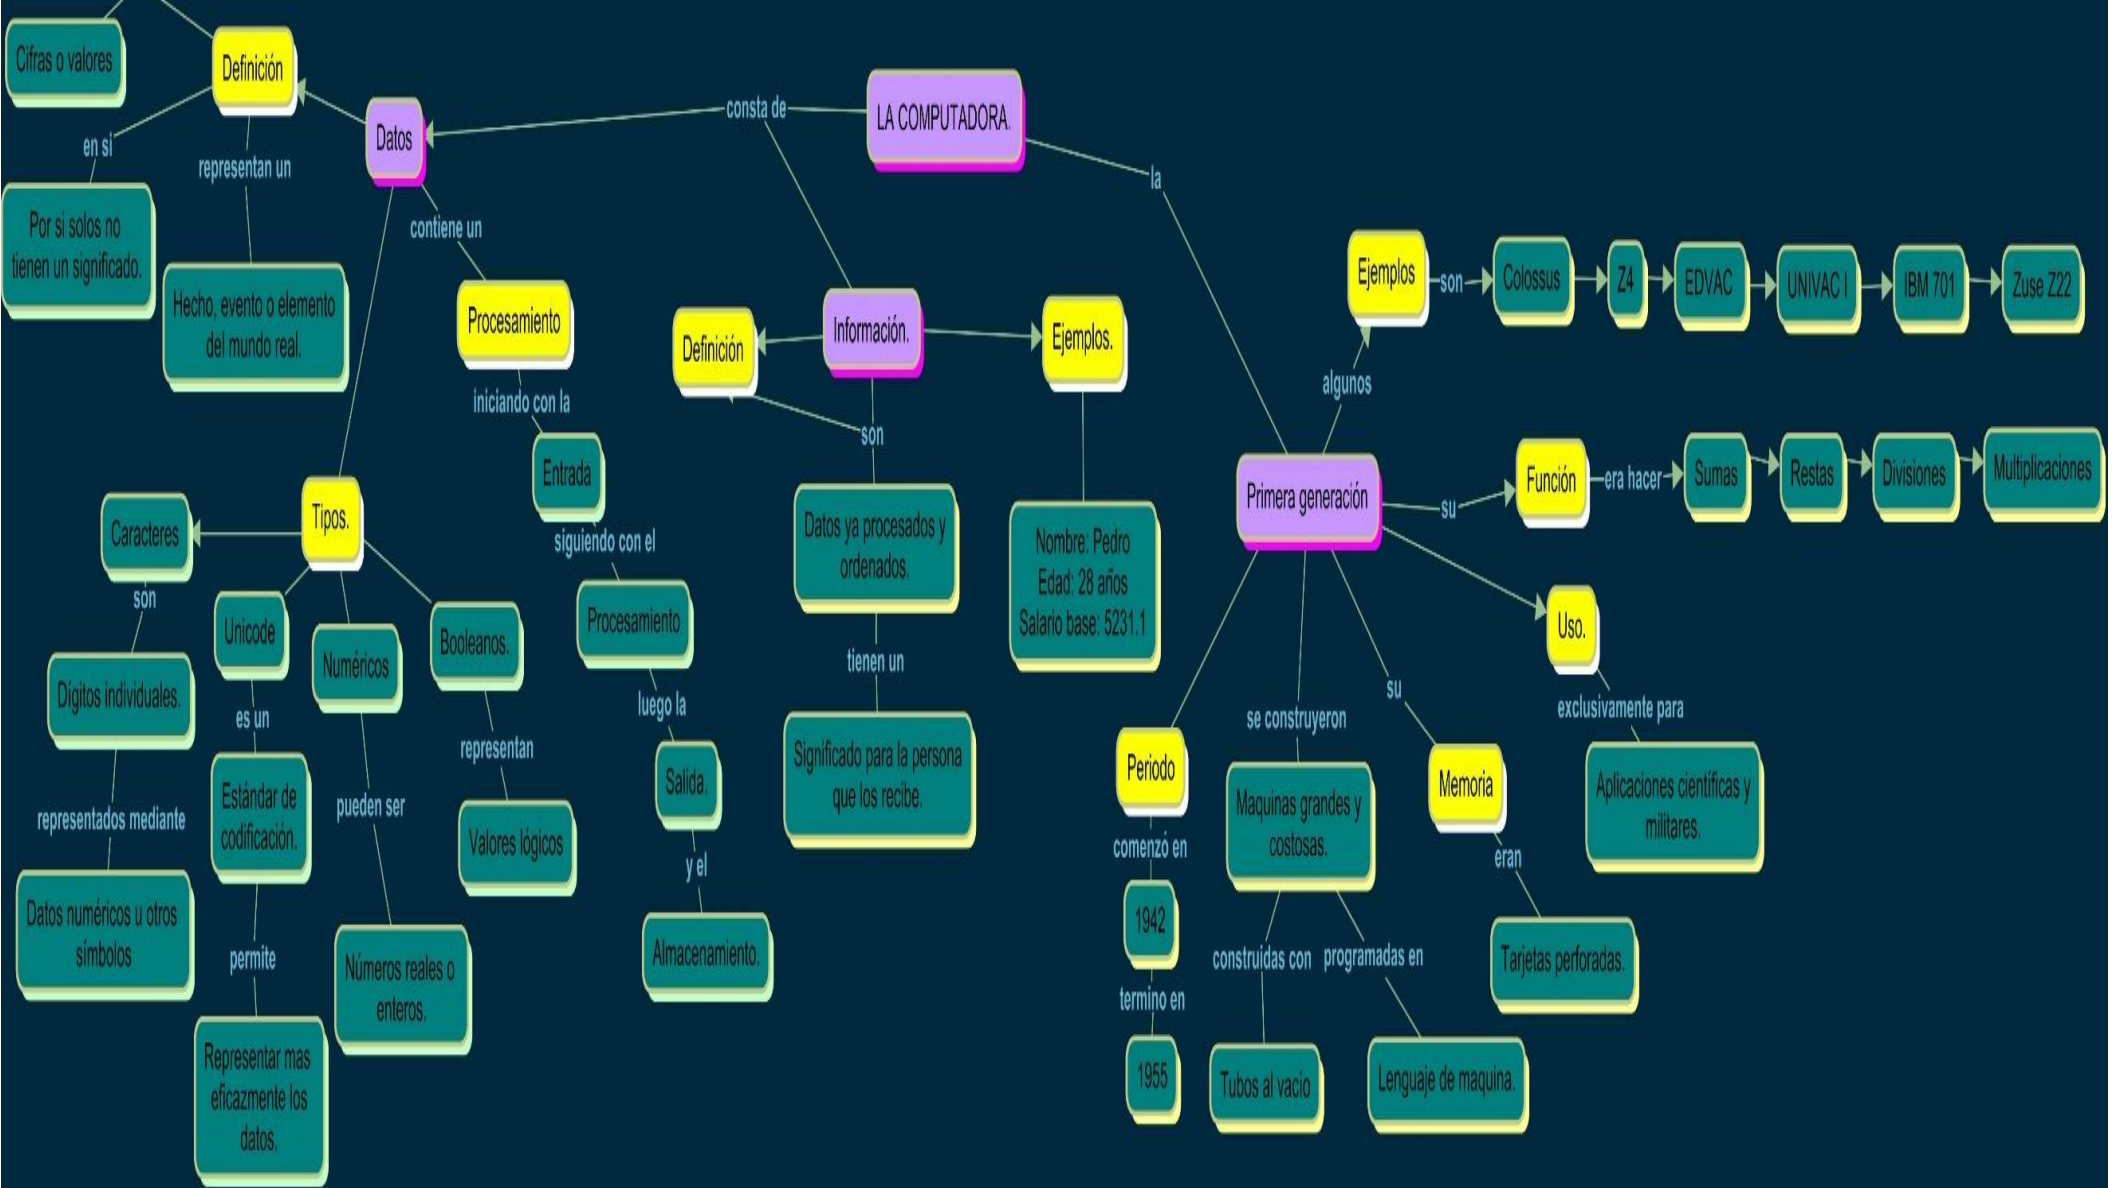 LA COMPUTADORA.
consta de
la
Datos
Definición
Cifras o valores
en si
Por si solos no
tienen un significado.
representan un
Hecho, evento o elemento
del mundo real.
contiene un
Procesamiento
iniciando con la
Entrada
siguiendo con el
Procesamiento
luego la
Salida.
y el
Almacenamiento.
Tipos.
Caracteres
son
Dígitos individuales.
representados mediante
Datos numéricos u otros
símbolos
Unicode
es un
Estándar de
codificación.
permite
Representar mas
eficazmente los
datos.
Numéricos
pueden ser
Números reales o
enteros.
Booleanos.
representan
Valores lógicos
Información.
Definición
son
Datos ya procesados y
ordenados.
tienen un
Significado para la persona
que los recibe.
Ejemplos.
Nombre: Pedro
Edad: 28 años
Salario base: 5231.1
Primera generación
algunos
Ejemplos
son
Colossus
Z4
EDVAC
UNIVAC I
IBM 701
Zuse Z22
su
Función
era hacer
Sumas
Restas
Divisiones
Multiplicaciones
Uso.
exclusivamente para
Aplicaciones científicas y
militares.
su
Memoria
eran
Tarjetas perforadas.
se construyeron
Maquinas grandes y
costosas.
construidas con
Tubos al vacio
programadas en
Lenguaje de maquina.
Periodo
comenzó en
1942
termino en
1955